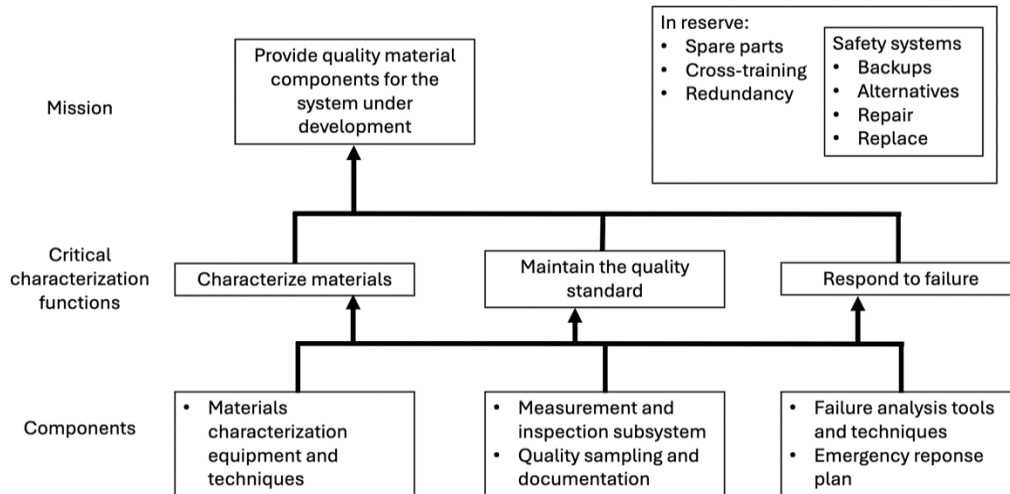 Mission
Provide quality material
components for the
system under
development
In reserve:
• Spare parts
• Cross-training
• Redundancy
Safety systems
• Backups
• Alternatives
• Repair
• Replace
Critical
characterization
functions
Characterize materials
Maintain the quality
standard
Respond to failure
Components
• Materials
characterization
equipment and
techniques
• Measurement and
inspection subsystem
• Quality sampling and
documentation
• Failure analysis tools
and techniques
• Emergency reponse
plan